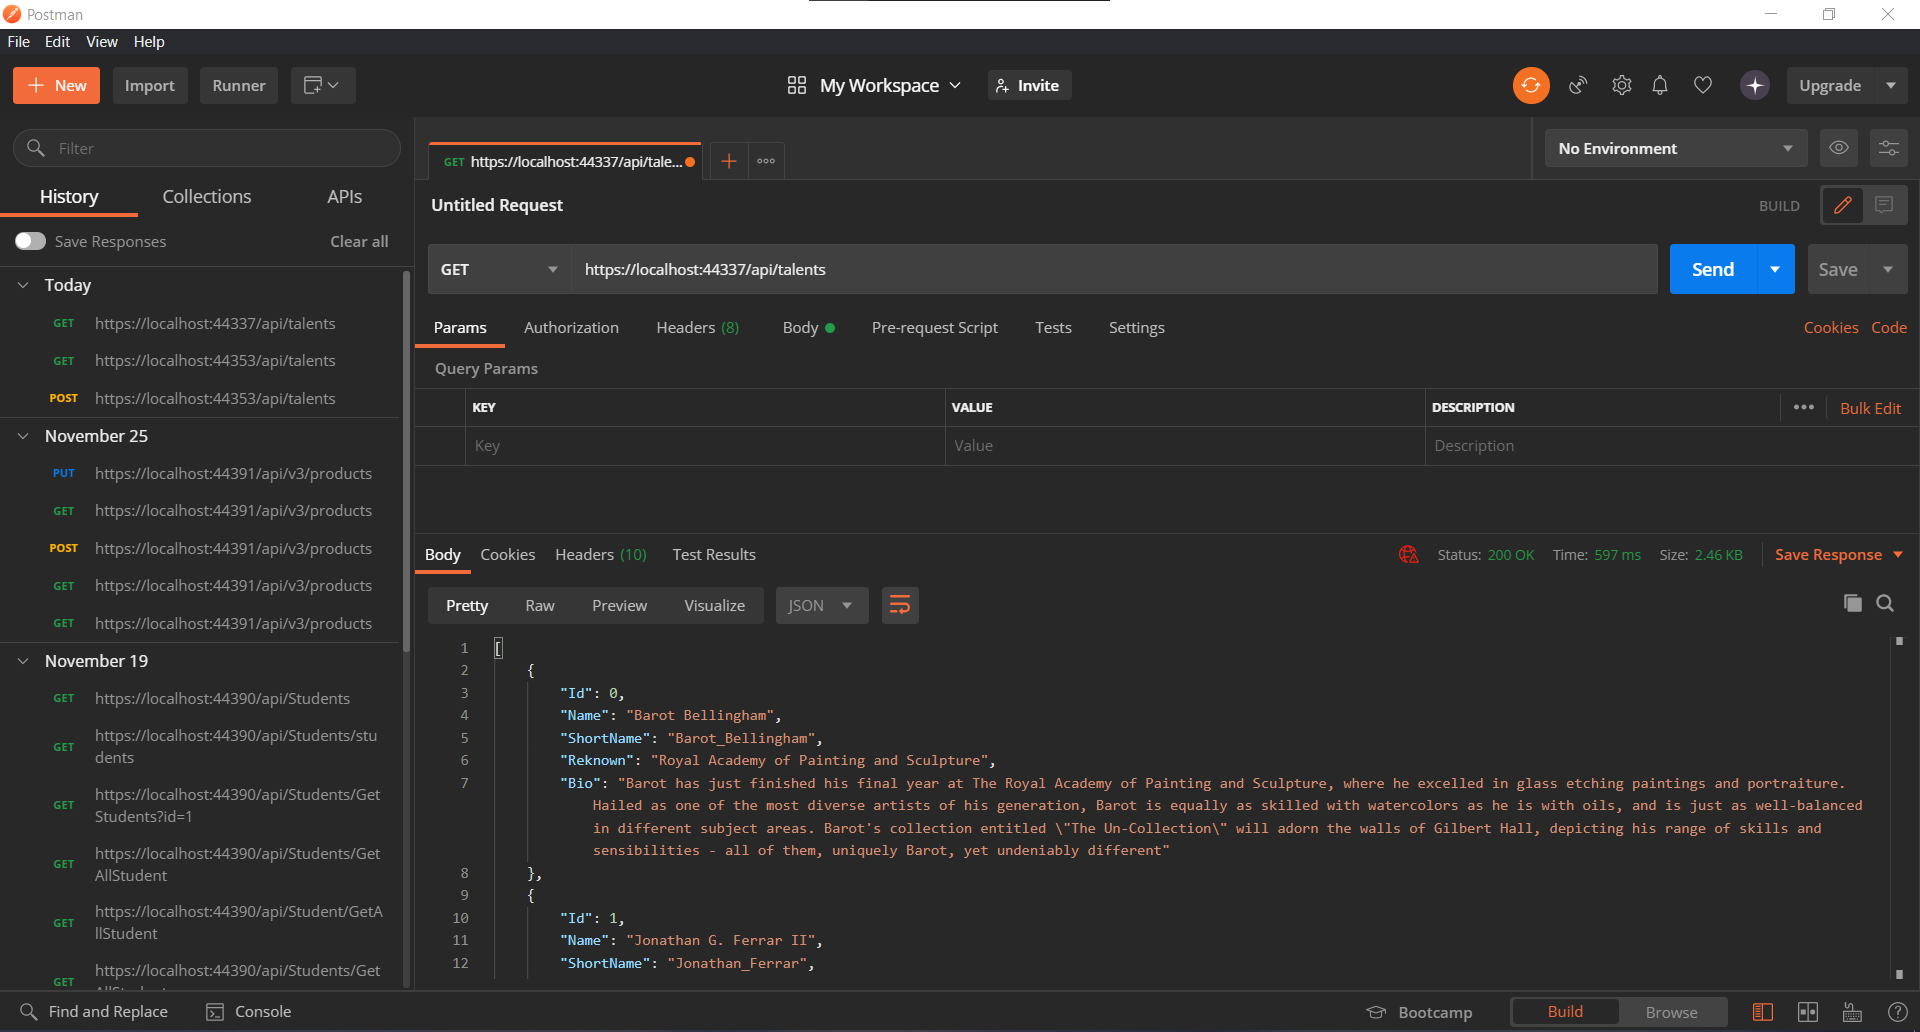 Postman
File Edit View Help
New Import Runner My Workspace Invite Upgrade
Filter
History Collections APIs
Save Responses Clear all
Today
GET https://localhost:44337/api/talents
GET https://localhost:44353/api/talents
POST https://localhost:44353/api/talents
November 25
PUT https://localhost:44391/api/v3/products
GET https://localhost:44391/api/v3/products
POST https://localhost:44391/api/v3/products
GET https://localhost:44391/api/v3/products
GET https://localhost:44391/api/v3/products
November 19
GET https://localhost:44390/api/Students
GET https://localhost:44390/api/Students/stu
dents
GET https://localhost:44390/api/Students/Get
Students?id=1
GET https://localhost:44390/api/Students/Get
AllStudent
GET https://localhost:44390/api/Student/GetA
llStudent
GET https://localhost:44390/api/Students/Get
GET https://localhost:44337/api/tale...
No Environment
Untitled Request BUILD
GET https://localhost:44337/api/talents Send Save
Params Authorization Headers (8) Body Pre-request Script Tests Settings Cookies Code
Query Params
KEY VALUE DESCRIPTION Bulk Edit
Key Value Description
Body Cookies Headers (10) Test Results Status: 200 OK Time: 597 ms Size: 2.46 KB Save Response
Pretty Raw Preview Visualize JSON
1 [
2 {
3 "Id": 0,
4 "Name": "Barot Bellingham",
5 "ShortName": "Barot_Bellingham",
6 "Reknown": "Royal Academy of Painting and Sculpture",
7 "Bio": "Barot has just finished his final year at The Royal Academy of Painting and Sculpture, where he excelled in glass etching paintings and portraiture.
Hailed as one of the most diverse artists of his generation, Barot is equally as skilled with watercolors as he is with oils, and is just as well-balanced
in different subject areas. Barot's collection entitled \"The Un-Collection\" will adorn the walls of Gilbert Hall, depicting his range of skills and
sensibilities - all of them, uniquely Barot, yet undeniably different"
8 },
9 {
10 "Id": 1,
11 "Name": "Jonathan G. Ferrar II",
12 "ShortName": "Jonathan_Ferrar",
Find and Replace Console Bootcamp Build Browse